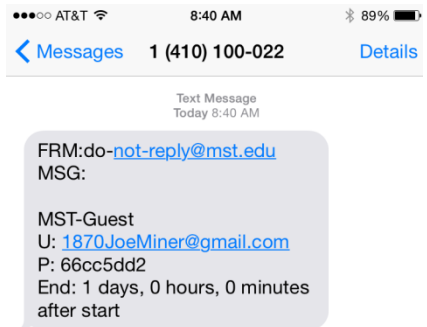 AT&T 8:40 AM 89%
Messages 1 (410) 100-022 Details
Text Message
Today 8:40 AM
FRM:do-not-reply@mst.edu
MSG:
MST-Guest
U: 1870JoeMiner@gmail.com
P: 66cc5dd2
End: 1 days, 0 hours, 0 minutes
after start